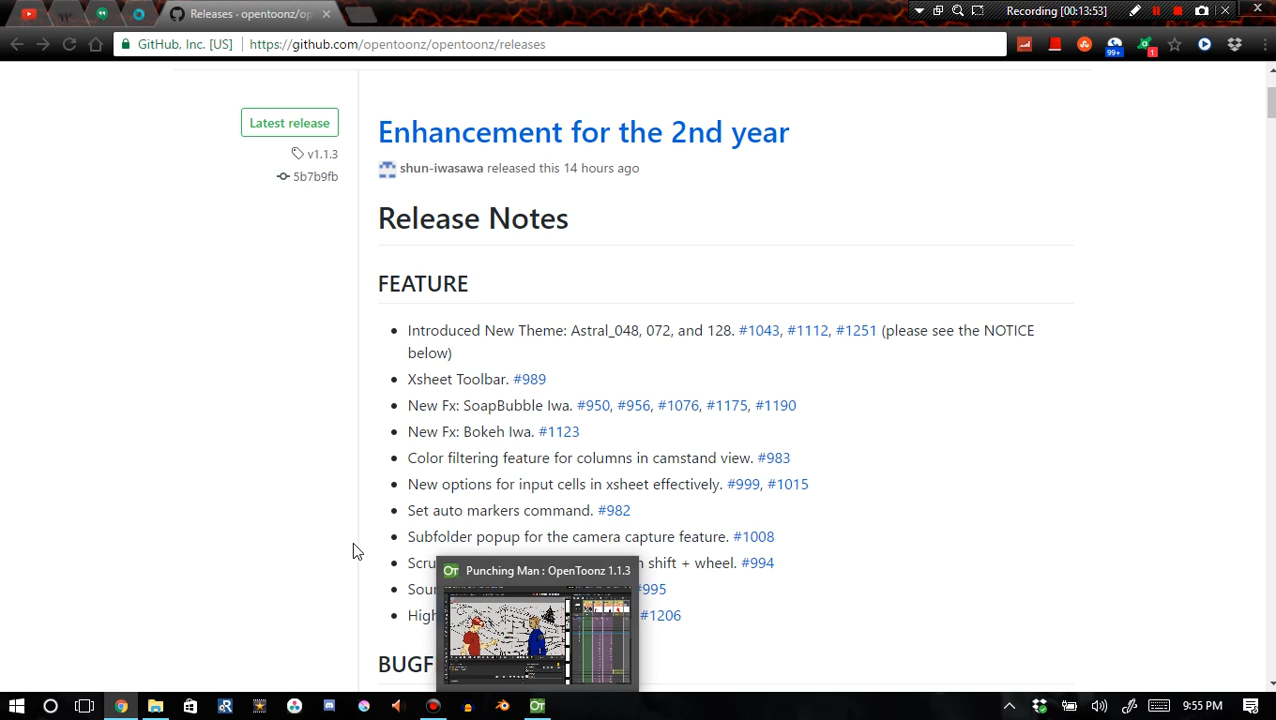 Releases · opentoonz/op
Recording [00:13:53]
GitHub, Inc. [US]
https://github.com/opentoonz/opentoonz/releases
99+
1
Latest release
v1.1.3
5b7b9fb
Enhancement for the 2nd year
shun-iwasawa released this 14 hours ago
Release Notes
FEATURE
Introduced New Theme: Astral_048, 072, and 128. #1043, #1112, #1251 (please see the NOTICE
below)
Xsheet Toolbar. #989
New Fx: SoapBubble Iwa. #950, #956, #1076, #1175, #1190
New Fx: Bokeh Iwa. #1123
Color filtering feature for columns in camstand view. #983
New options for input cells in xsheet effectively. #999, #1015
Set auto markers command. #982
Subfolder popup for the camera capture feature. #1008
Scru shift + wheel. #994
Soun #995
High #1206
BUGF
Punching Man : OpenToonz 1.1.3
9:55 PM